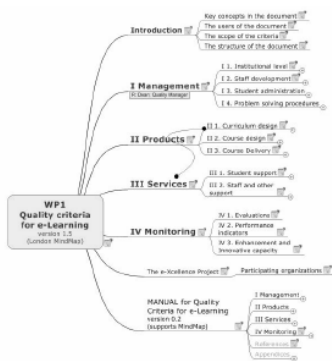 Key concepts in the document
The users of the document
Introduction
The scope of the criteria
The structure of the document
I 1. Institutional level
I Management
I 2. Staff development
I 3. Student administration
I 4. Problem solving procedures
II 1. Curriculum design
II Products
II 2. Course design
II 3. Course Delivery
III Services
III 1. Student support
III 2. Staff and other
support
WP1
Quality criteria
for e-Learning
version 1.5
(London MindMap)
IV 1. Evaluations
IV Monitoring
IV 2. Performance
indicators
IV 3. Enhancement and
Innovative capacity
The e-Xcellence Project
Participating organizations
MANUAL for Quality
Criteria for e-Learning
version 0.2
(supports MindMap)
I Management
II Products
III Services
IV Monitoring
References
Appendices